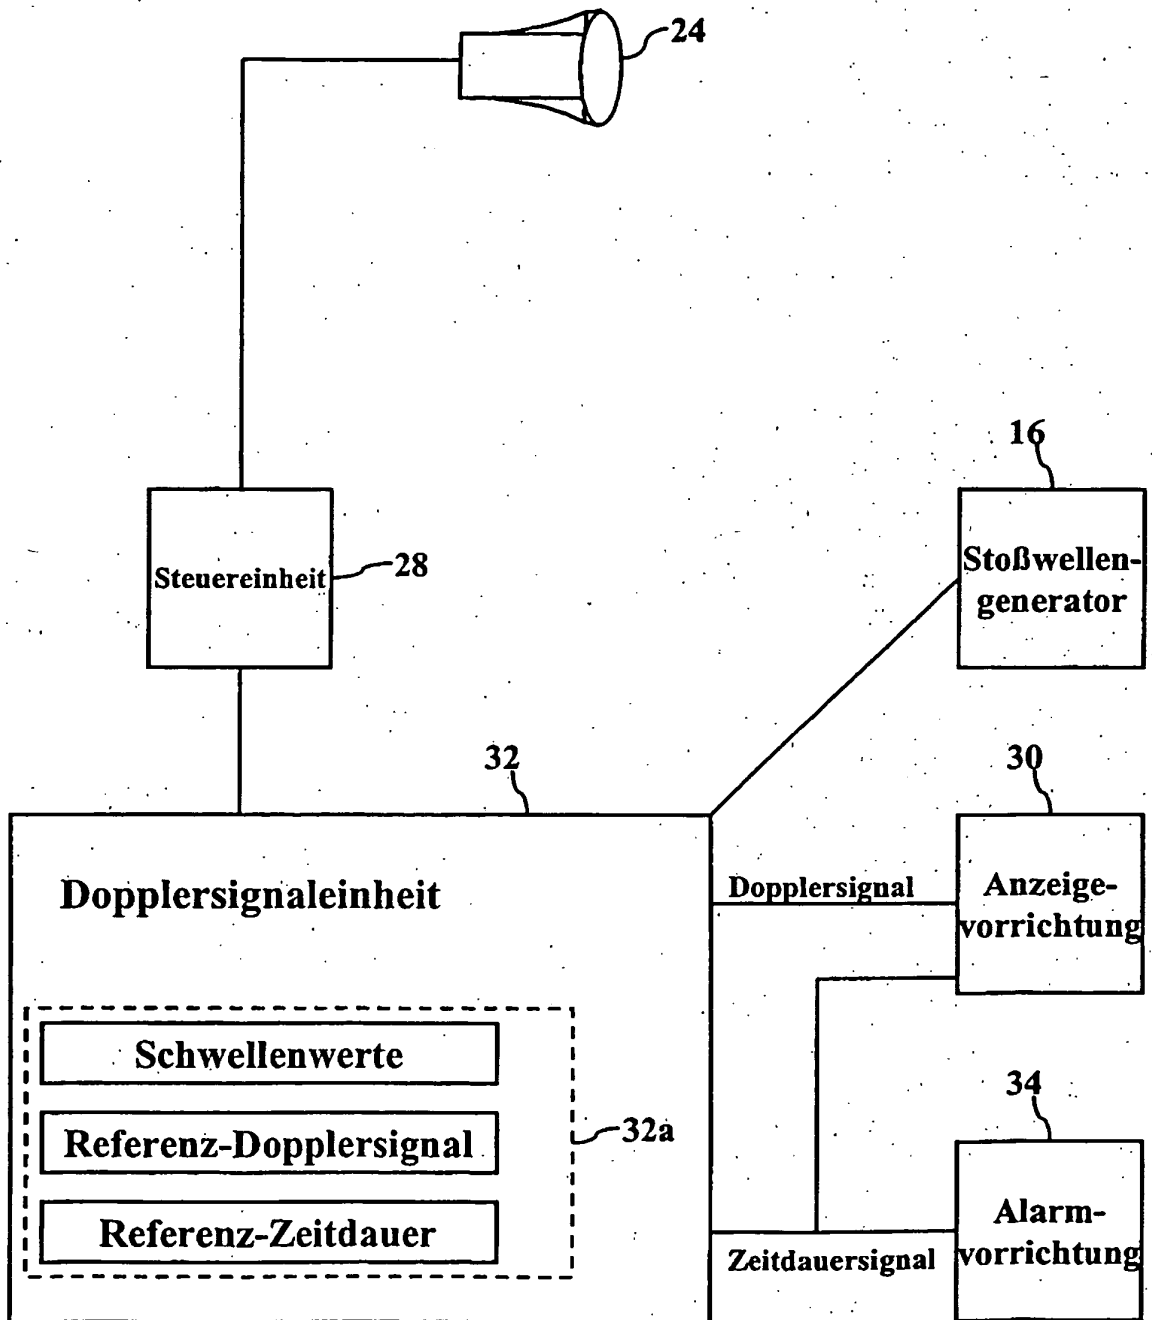 24
16
Stoßwellen-
generator
Steuereinheit
28
32
30
Dopplersignaleinheit
Dopplersignal
Anzeige-
vorrichtung
Schwellenwerte
Referenz-Dopplersignal
Referenz-Zeitdauer
32a
34
Alarm-
vorrichtung
Zeitdauersignal